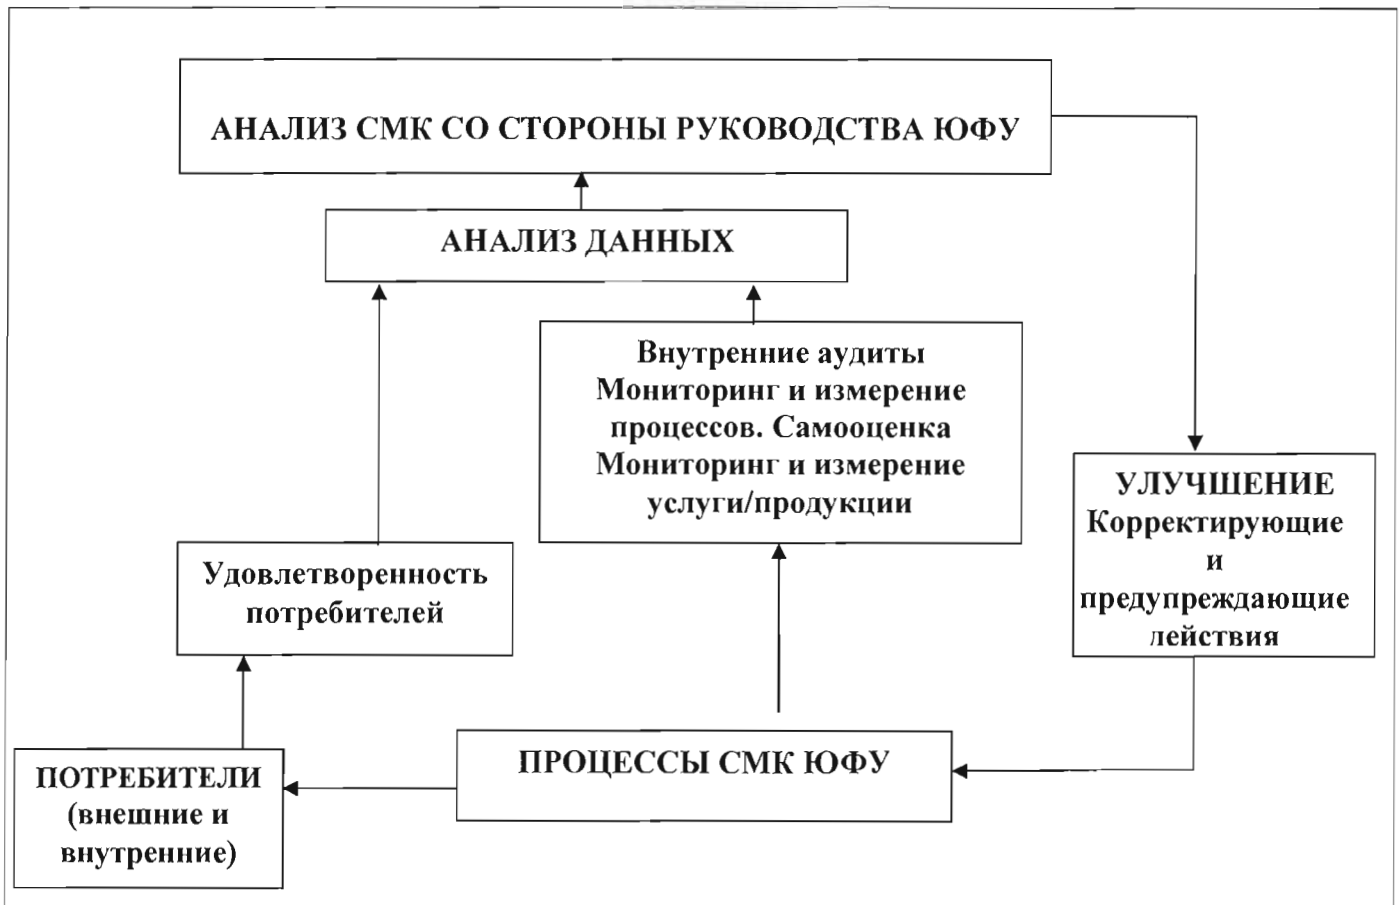 АНАЛИЗ СМК СО СТОРОНЫ РУКОВОДСТВА ЮФУ
АНАЛИЗ ДАННЫХ
Внутренние аудиты
Мониторинг и измерение
процессов. Самооценка
Мониторинг и измерение
услуги/продукции
УЛУЧШЕНИЕ
Корректирующие
и
предупреждающие
лействия
Удовлетворенность
потребителей
ПРОЦЕССЫ СМК ЮФУ
ПОТРЕБИТЕЛИ
(внешние и
внутренние)